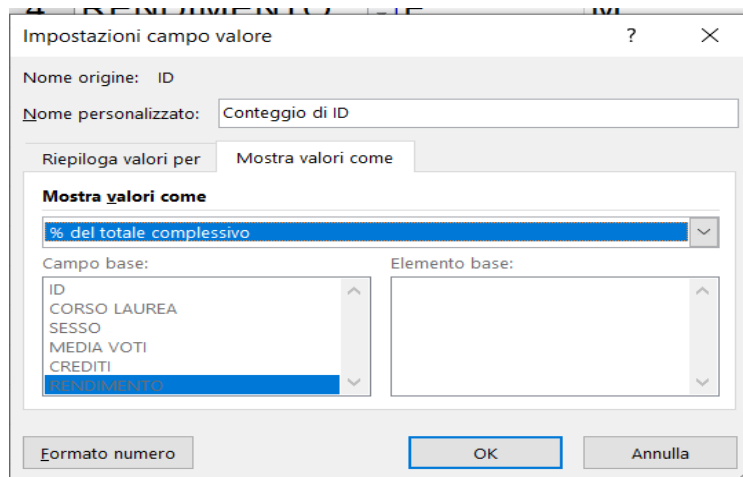 4 RENDIMENTO F M
Impostazioni campo valore ?
Nome origine: ID
Nome personalizzato: Conteggio di ID
Riepiloga valori per Mostra valori come
Mostra valori come
% del totale complessivo
Campo base: Elemento base:
ID
CORSO LAUREA
SESSO
MEDIA VOTI
CREDITI
RENDIMENTO
Formato numero OK Annulla